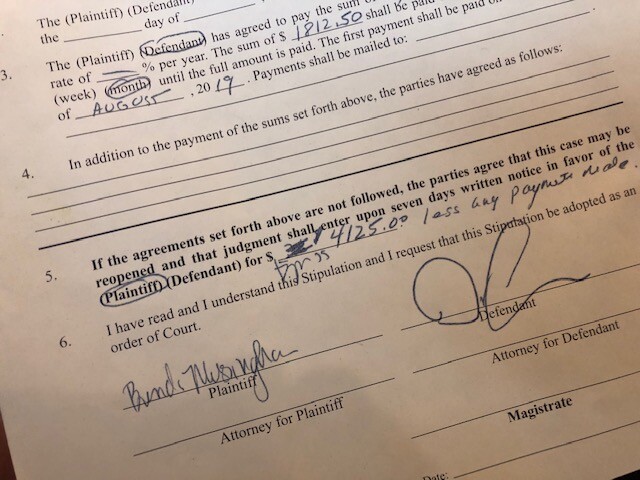 The (Plaintiff) (Defendant)
the day of
3. The (Plaintiff) (Defendant) has agreed to pay the sum of
rate of % per year. The sum of $ 1812.50 shall be paid
(week) (month) until the full amount is paid. The first payment shall be paid
of AUGUST , 2019. Payments shall be mailed to:
4. In addition to the payment of the sums set forth above, the parties have agreed as follows:
5. If the agreements set forth above are not followed, the parties agree that this case may be
reopened and that judgment shall enter upon seven days written notice in favor of the
(Plaintiff) (Defendant) for $ 4125.00 less any payments made.
6. I have read and I understand this Stipulation and I request that this Stipulation be adopted as an
order of Court.
Plaintiff
Defendant
Attorney for Plaintiff
Attorney for Defendant
Magistrate
Date: